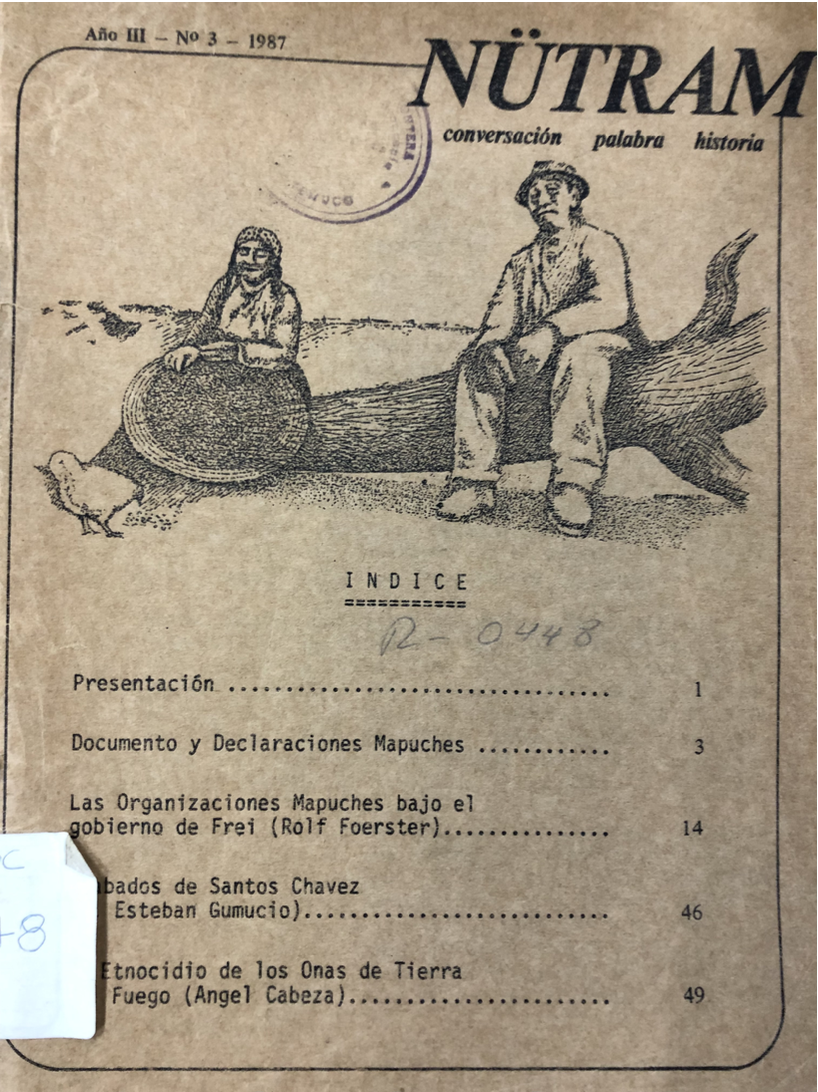 Año III – Nº 3 – 1987
NÜTRAM
conversación palabra historia
INDICE
===========
R - 0448
Presentación ................................. 1
Documento y Declaraciones Mapuches ............ 3
Las Organizaciones Mapuches bajo el
gobierno de Frei (Rolf Foerster)............... 14
bados de Santos Chavez
Esteban Gumucio)........................... 46
Etnocidio de los Onas de Tierra
Fuego (Angel Cabeza)....................... 49